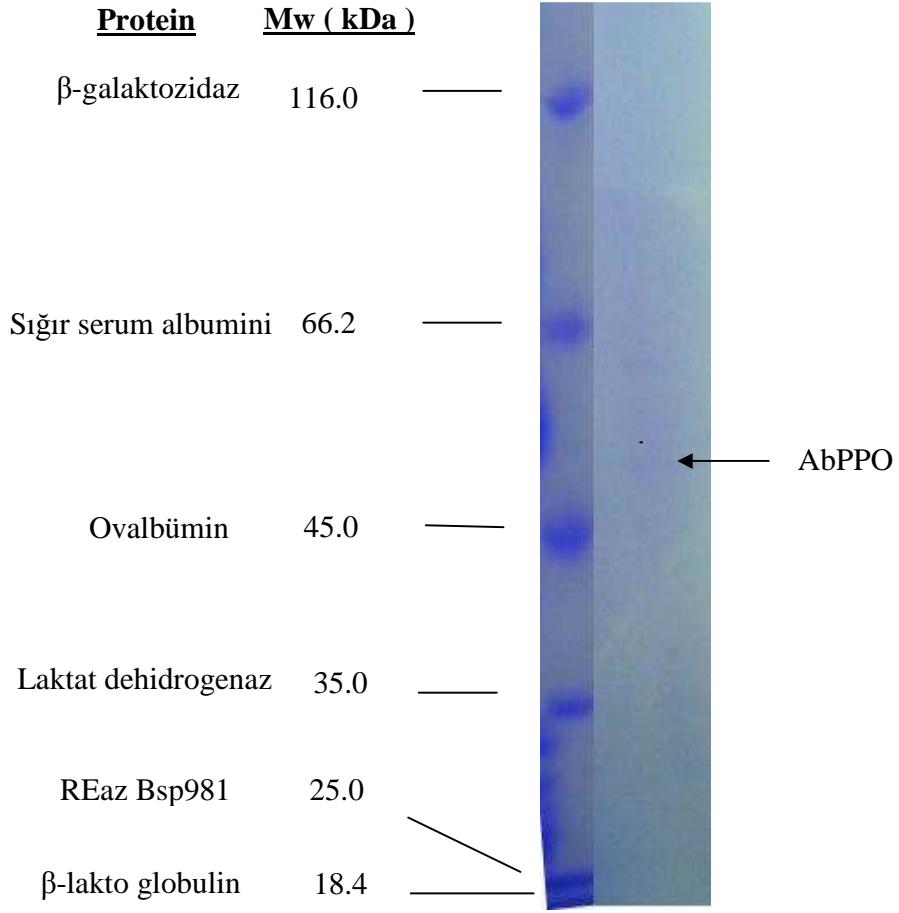 Protein Mw ( kDa )
β-galaktozidaz 116.0
Sığır serum albumini 66.2
AbPPO
Ovalbümin 45.0
Laktat dehidrogenaz 35.0
REaz Bsp981 25.0
β-lakto globulin 18.4